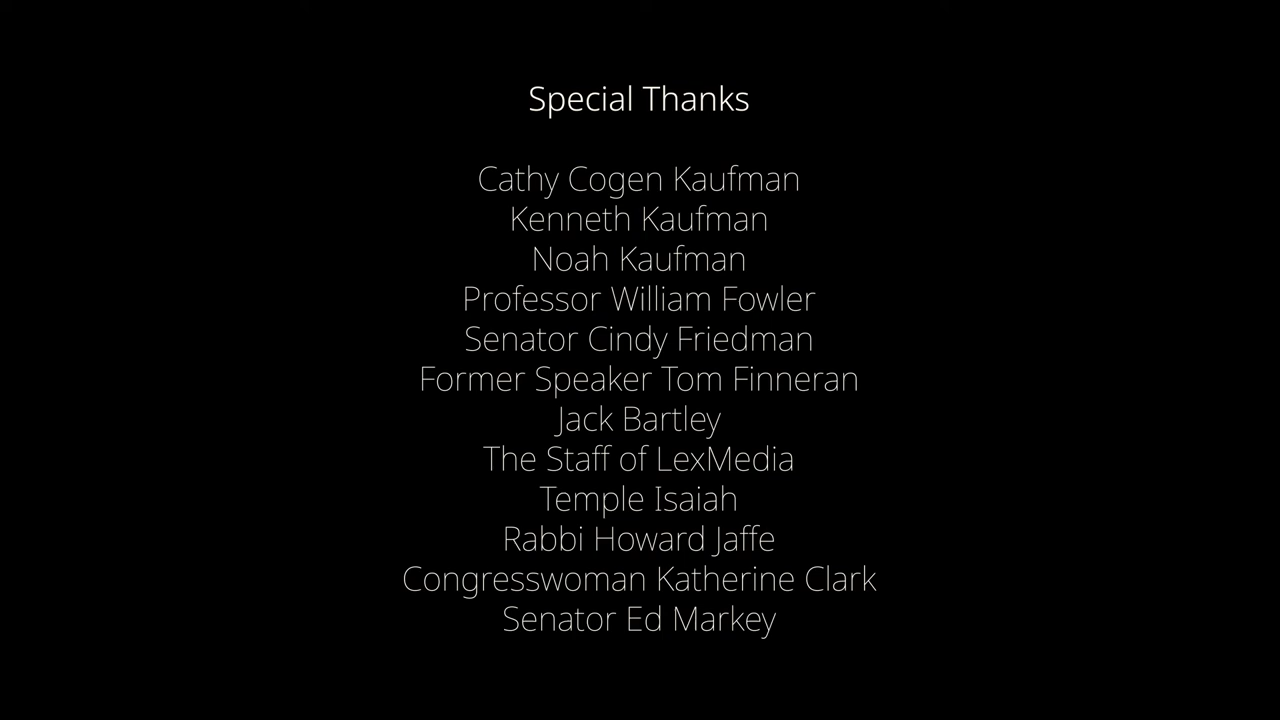 Special Thanks
Cathy Cogen Kaufman
Kenneth Kaufman
Noah Kaufman
Professor William Fowler
Senator Cindy Friedman
Former Speaker Tom Finneran
Jack Bartley
The Staff of LexMedia
Temple Isaiah
Rabbi Howard Jaffe
Congresswoman Katherine Clark
Senator Ed Markey